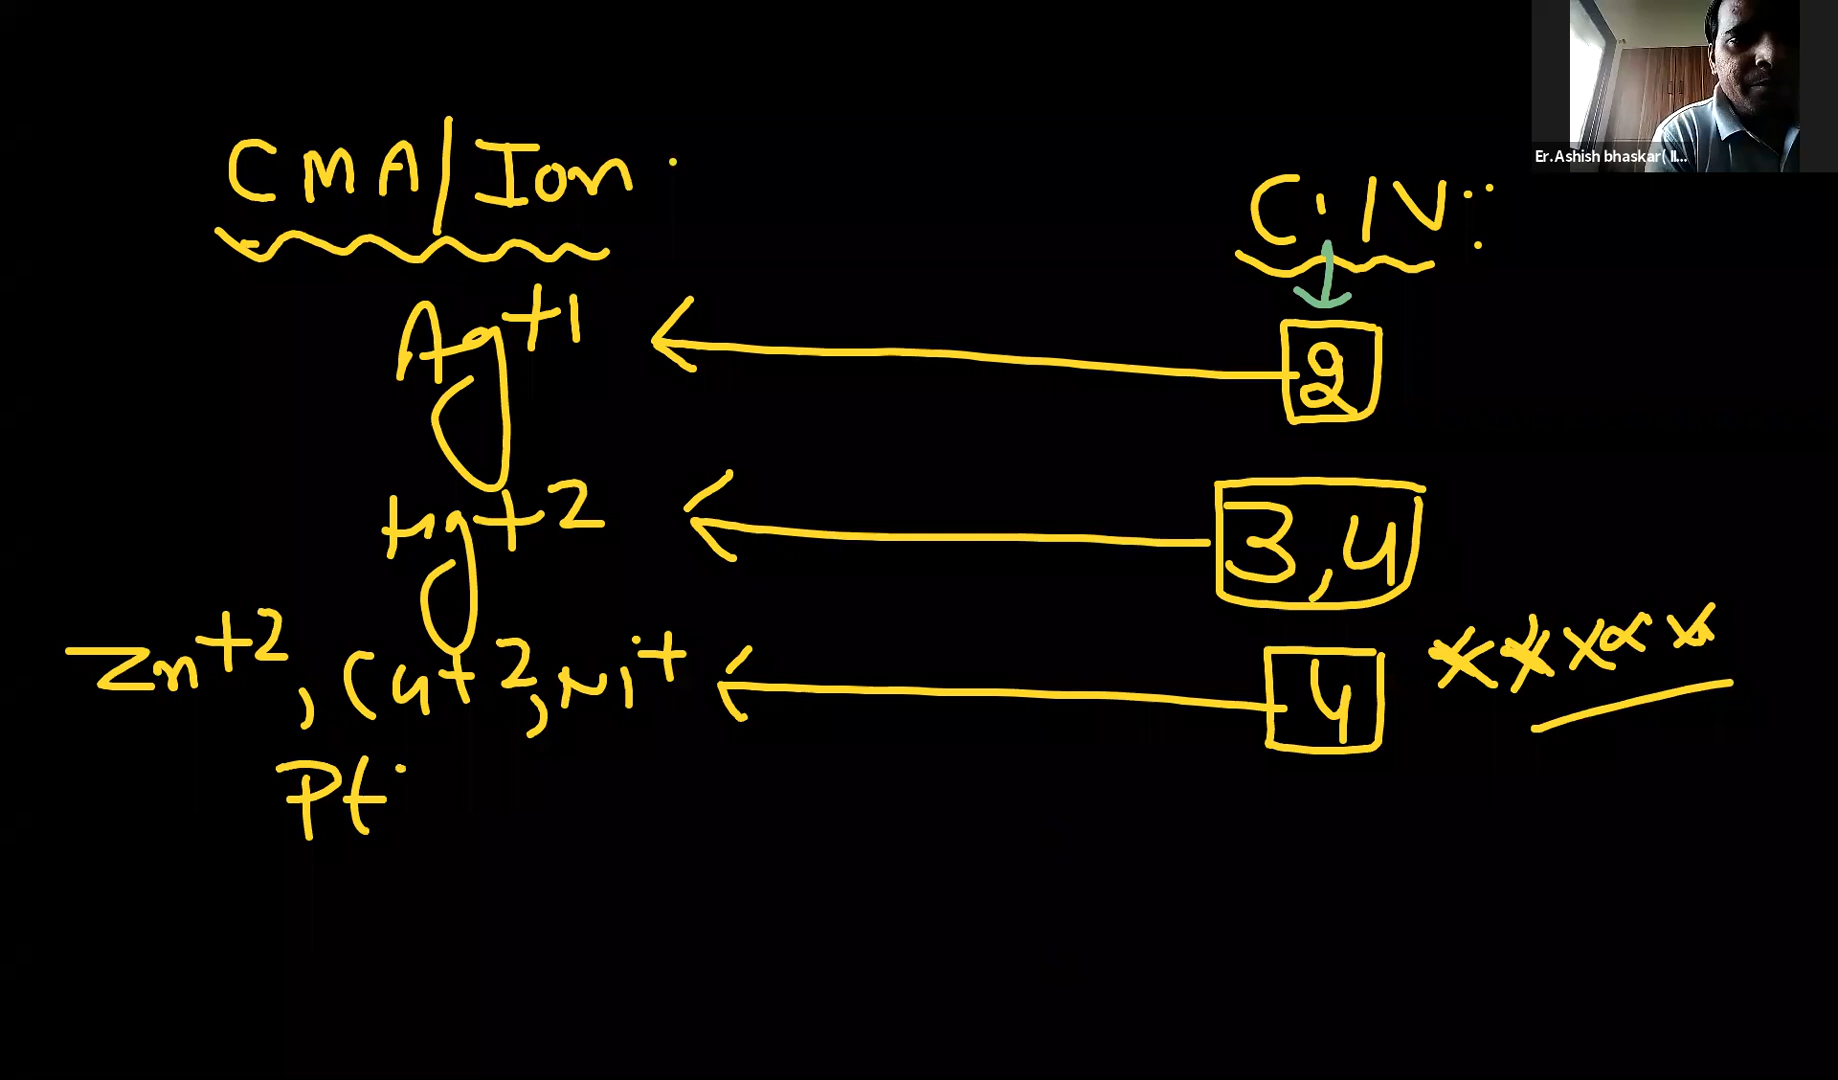 CMA/Ion.
Er.Ashish bhaskar( II...
C.IV::
Ag+1 ← 2
Hg+2 ← 3,4
Zn+2, Cu+2, Ni+ ← 4 *****
Pt